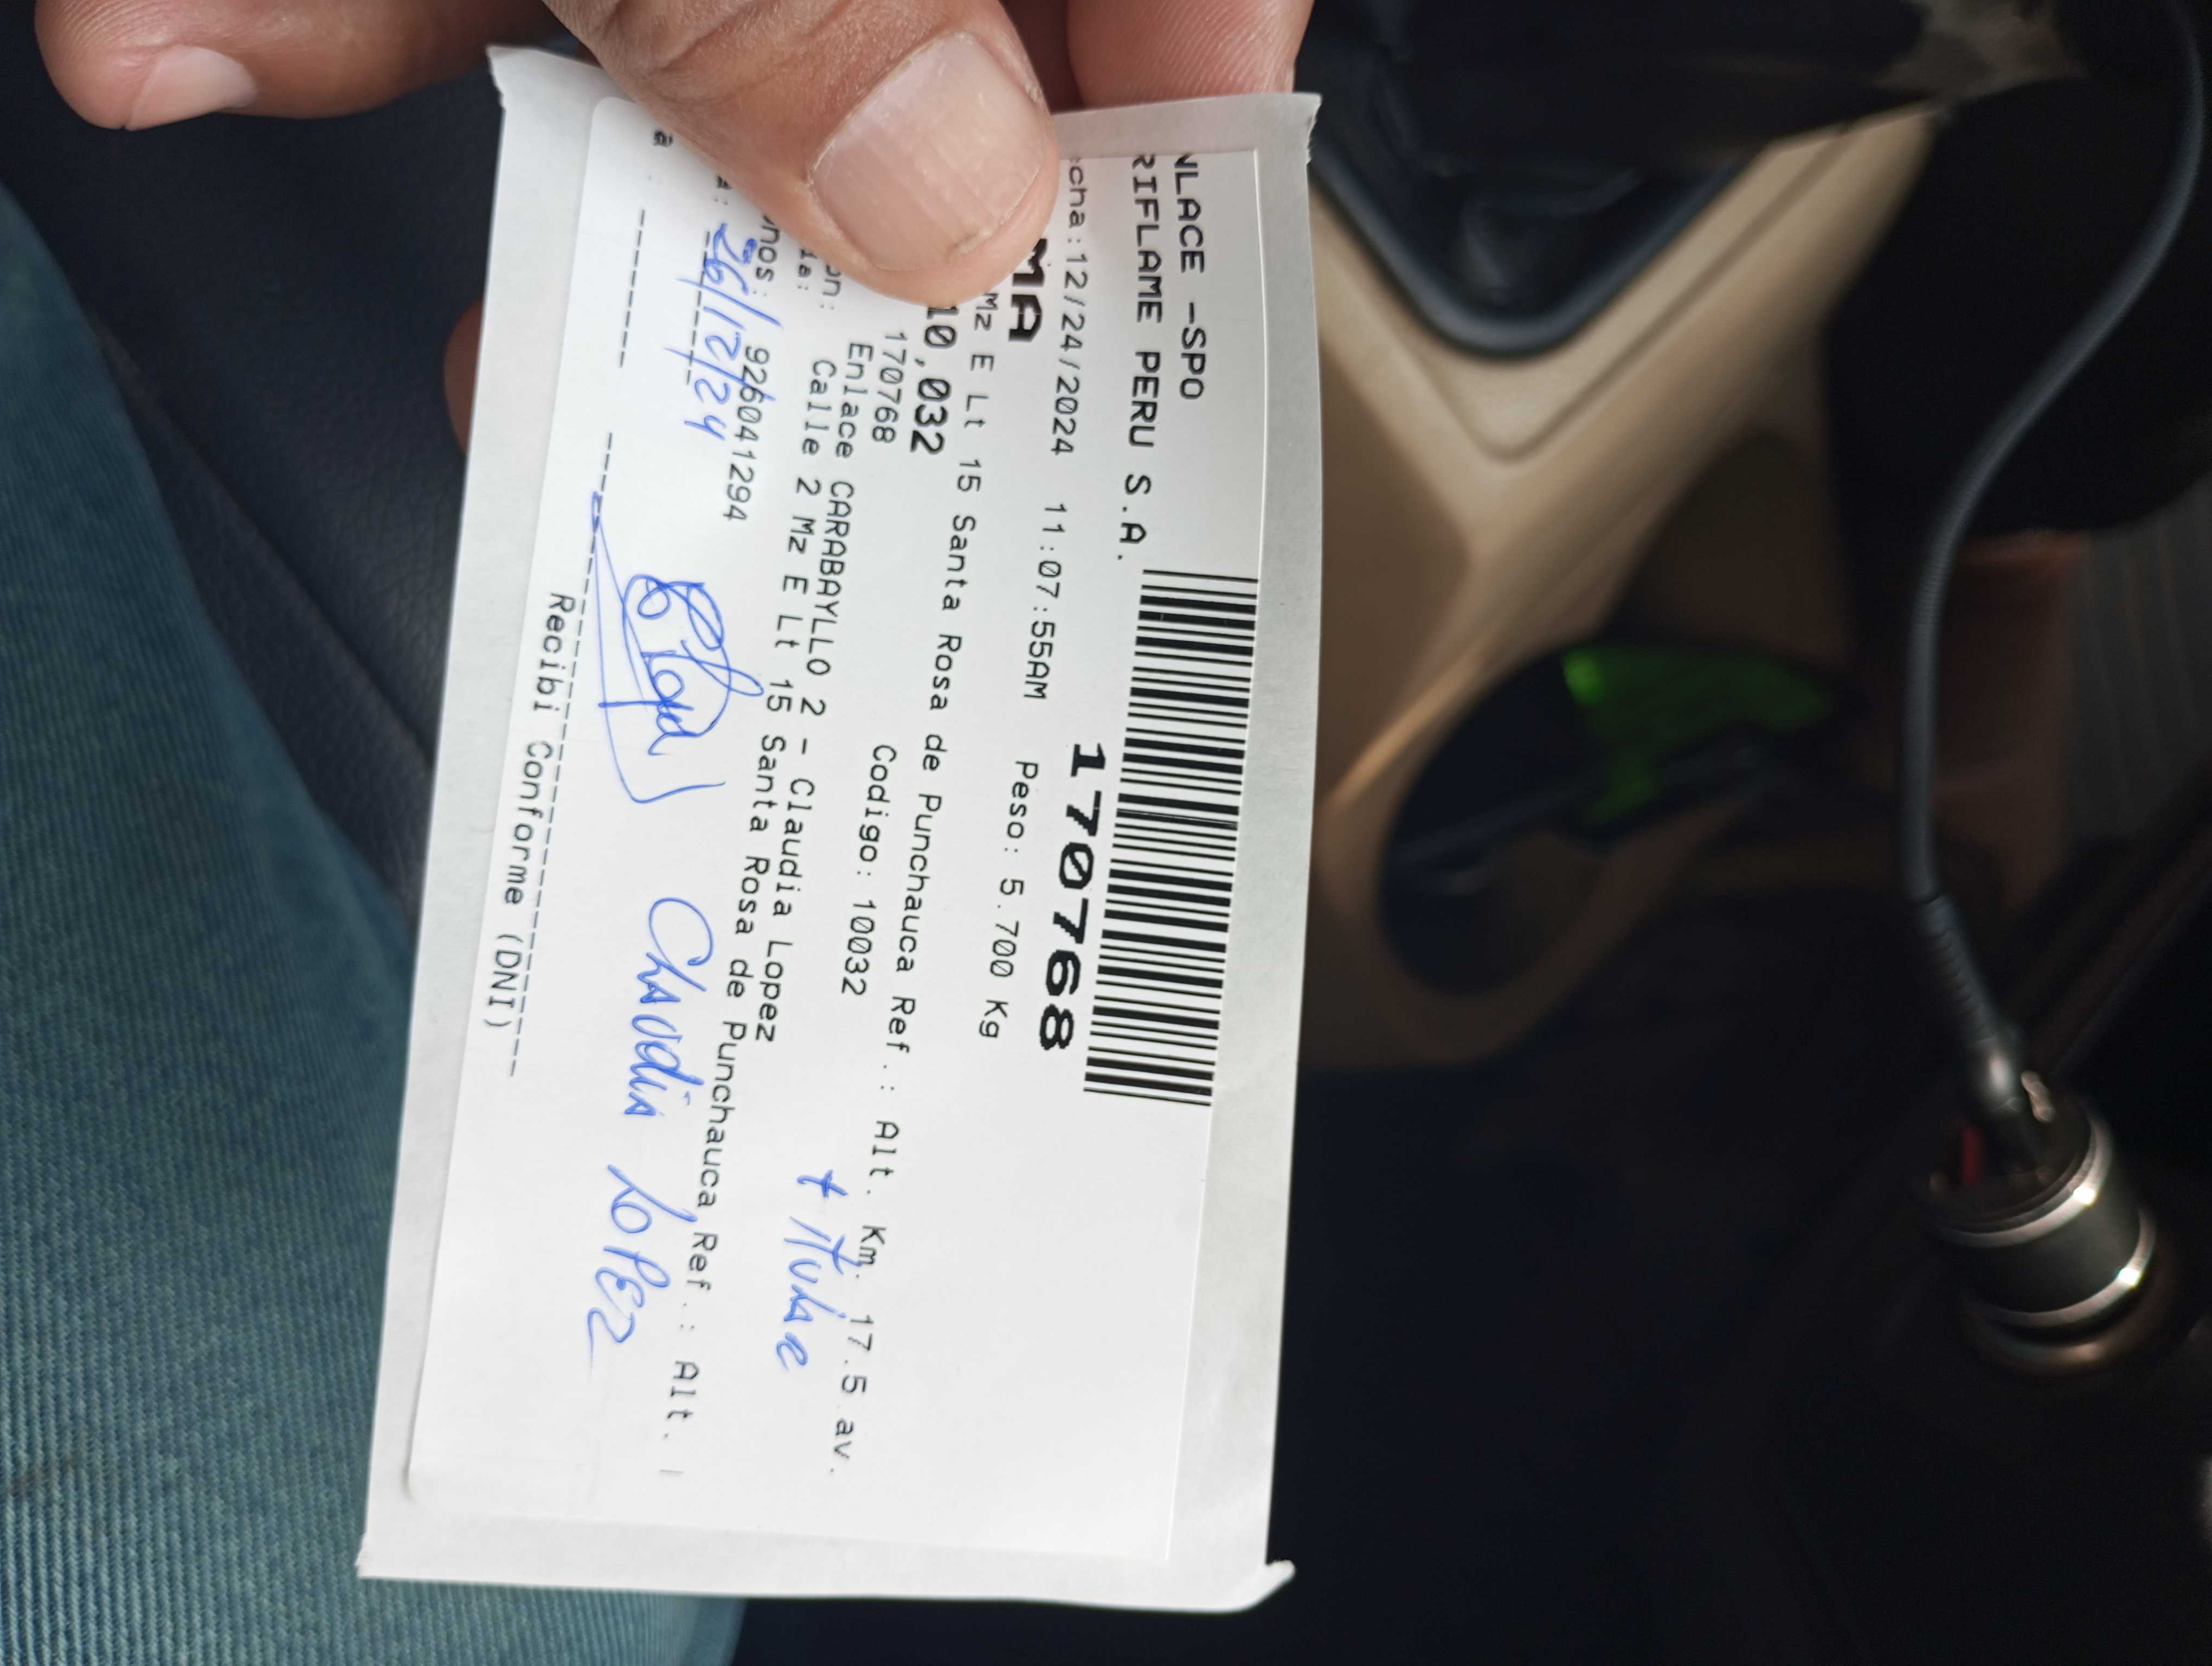 NLACE -SPO
RIFLAME PERU S.A.
170768
cha:12/24/2024 11:07:55AM Peso: 5.700 Kg
MA
Mz E Lt 15 Santa Rosa de Punchauca Ref.: Alt. Km. 17.5 av.
10,032
170768 Codigo: 10032
Enlace CARABAYLLO 2 - Claudia Lopez
on: Calle 2 Mz E Lt 15 Santa Rosa de Punchauca Ref.: Alt.
ia:
nos: 926041294
titular
26/12/24
Claudia LOPEZ
Recibi Conforme (DNI)